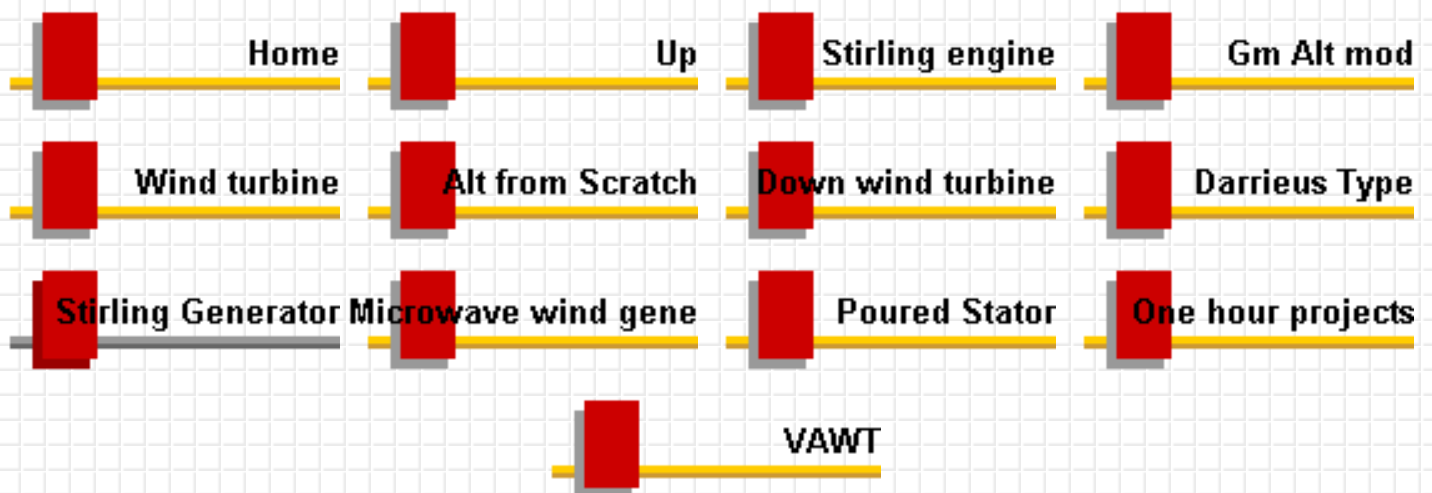 Home
Up
Stirling engine
Gm Alt mod
Wind turbine
Alt from Scratch
Down wind turbine
Darrieus Type
Stirling Generator
Microwave wind gene
Poured Stator
One hour projects
VAWT